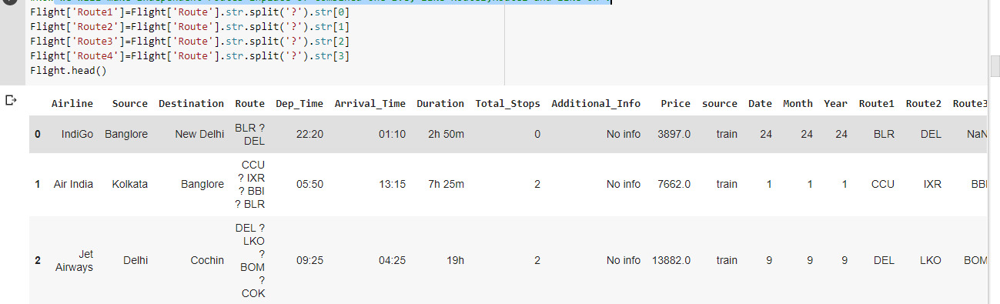 Flight['Route1']=Flight['Route'].str.split('?').str[0]
Flight['Route2']=Flight['Route'].str.split('?').str[1]
Flight['Route3']=Flight['Route'].str.split('?').str[2]
Flight['Route4']=Flight['Route'].str.split('?').str[3]
Flight.head()
Airline Source Destination Route Dep_Time Arrival_Time Duration Total_Stops Additional_Info Price source Date Month Year Route1 Route2 Route3
0 IndiGo Banglore New Delhi BLR ? DEL 22:20 01:10 2h 50m 0 No info 3897.0 train 24 24 24 BLR DEL NaN
1 Air India Kolkata Banglore CCU ? IXR ? BBI ? BLR 05:50 13:15 7h 25m 2 No info 7662.0 train 1 1 1 CCU IXR BBI
2 Jet Airways Delhi Cochin DEL ? LKO ? BOM ? COK 09:25 04:25 19h 2 No info 13882.0 train 9 9 9 DEL LKO BOM